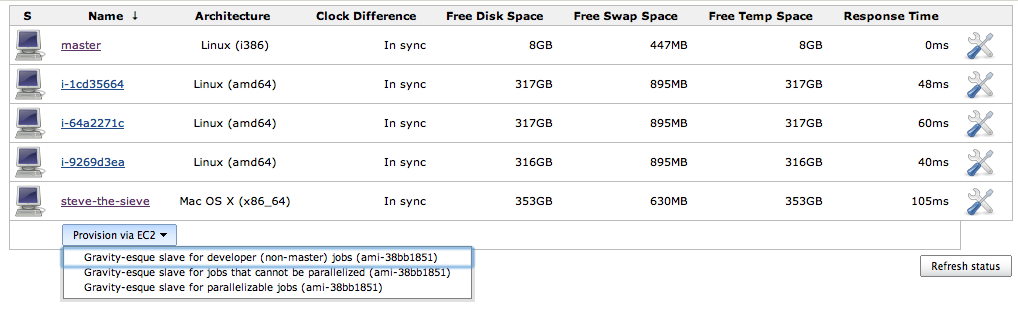 S Name ↓ Architecture Clock Difference Free Disk Space Free Swap Space Free Temp Space Response Time
master Linux (i386) In sync 8GB 447MB 8GB 0ms
i-1cd35664 Linux (amd64) In sync 317GB 895MB 317GB 48ms
i-64a2271c Linux (amd64) In sync 317GB 895MB 317GB 60ms
i-9269d3ea Linux (amd64) In sync 316GB 895MB 316GB 40ms
steve-the-sieve Mac OS X (x86_64) In sync 353GB 630MB 353GB 105ms
Provision via EC2
Gravity-esque slave for developer (non-master) jobs (ami-38bb1851)
Gravity-esque slave for jobs that cannot be parallelized (ami-38bb1851)
Gravity-esque slave for parallelizable jobs (ami-38bb1851)
Refresh status